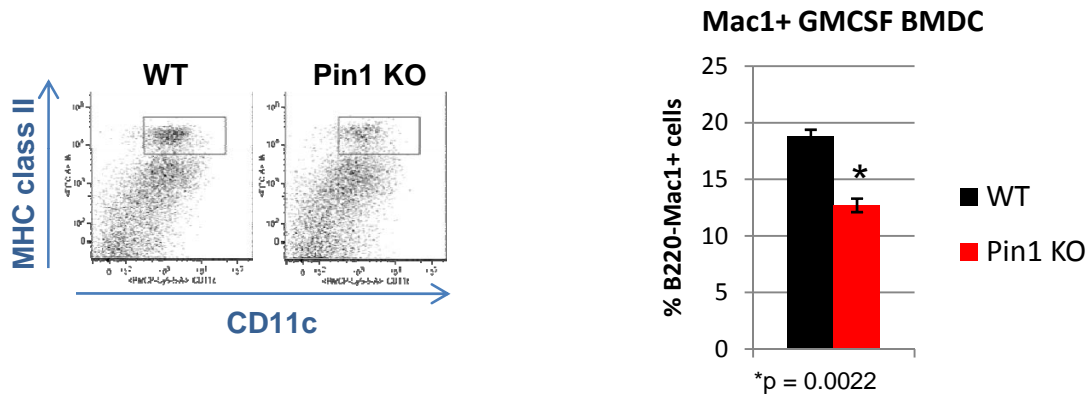 Mac1+ GMCSF BMDC
WT
Pin1 KO
MHC class II
CD11c
% B220-Mac1+ cells
25
20
15
10
5
0
*
WT
Pin1 KO
*p = 0.0022